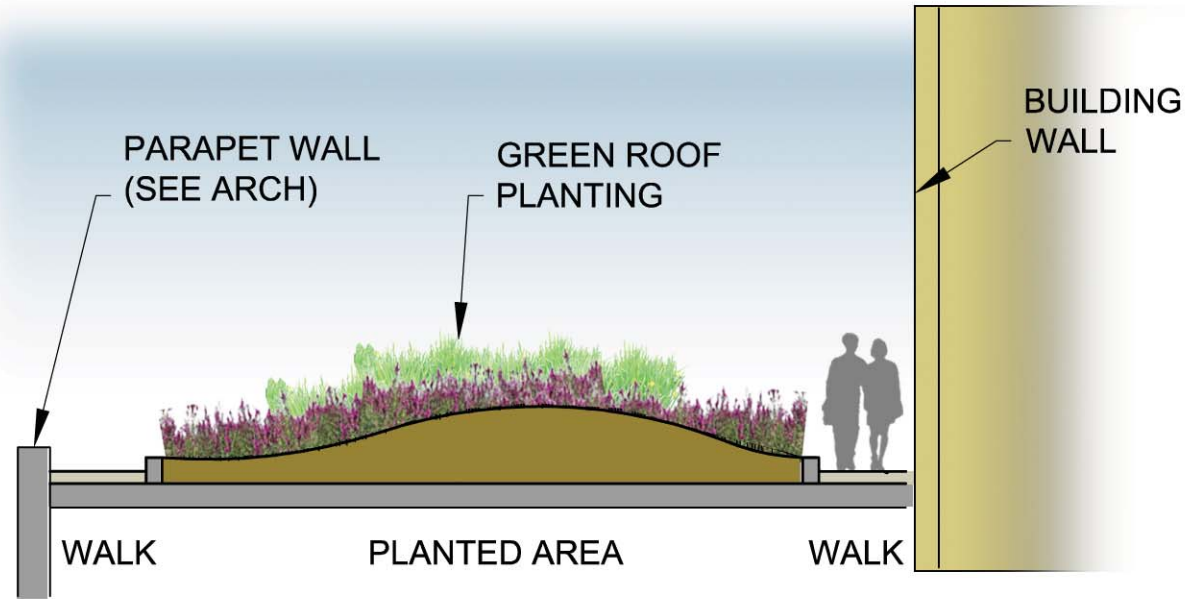 PARAPET WALL
(SEE ARCH)
GREEN ROOF
PLANTING
BUILDING
WALL
WALK
PLANTED AREA
WALK